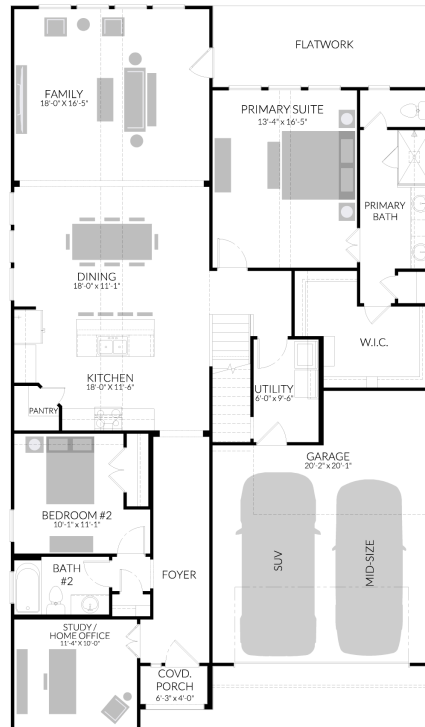 FLATWORK
FAMILY
18'-0" X 16'-5"
PRIMARY SUITE
13'-4" X 16'-5"
PRIMARY
BATH
DINING
18'-0" X 11'-1"
W.I.C.
KITCHEN
18'-0" X 11'-6"
UTILITY
6'-0" X 9'-6"
PANTRY
GARAGE
20'-2" X 20'-1"
BEDROOM #2
10'-1" X 11'-1"
SUV
MID-SIZE
BATH
#2
FOYER
STUDY /
HOME OFFICE
11'-4" X 10'-0"
COVD.
PORCH
6'-3" X 4'-0"